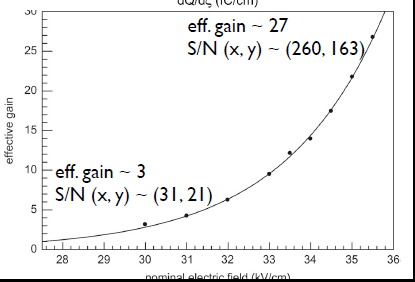 dQ/dς (fC/cm)
eff. gain ~ 27
S/N (x, y) ~ (260, 163)
eff. gain ~ 3
S/N (x, y) ~ (31, 21)
effective gain
30
25
20
15
10
5
0
28 29 30 31 32 33 34 35 36
nominal electric field (kV/cm)